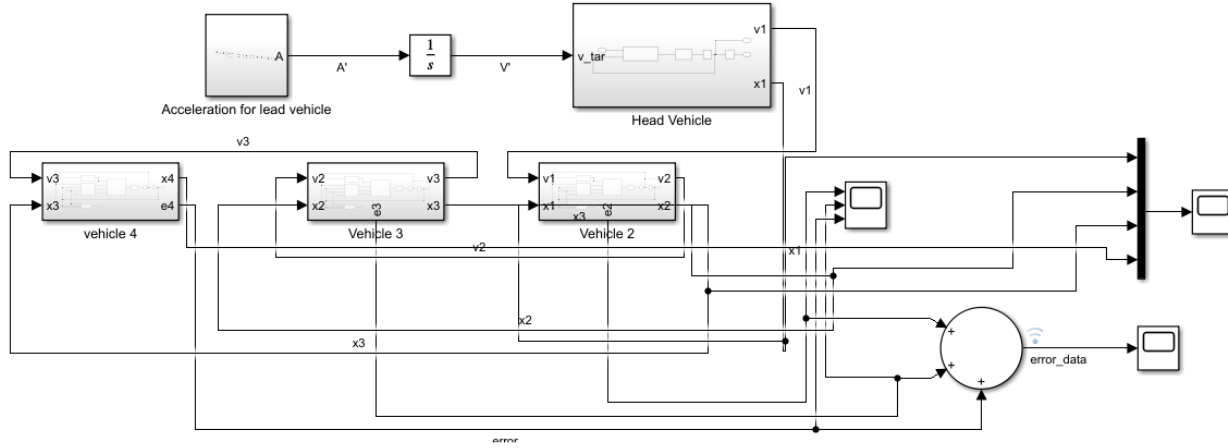 v1
A
1
s
v_tar
A'
V'
x1
v1
Acceleration for lead vehicle
Head Vehicle
v3
v3
x4
v2
v3
v1
v2
x3
e4
x2
e3
x3
x1
x3
e2
x2
vehicle 4
Vehicle 3
Vehicle 2
v2
x1
x2
x3
+
+
+
error_data
error